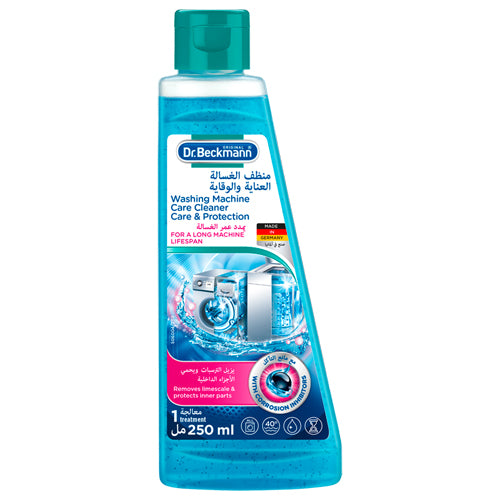 ORIGINAL
Dr.Beckmann
منظف الغسالة
العناية والوقاية
Washing Machine
Care Cleaner
Care & Protection
يمدد عمر الغسالة
FOR A LONG MACHINE
LIFESPAN
MADE
IN
GERMANY
صنع في ألمانيا
يزيل الترسبات ويحمي
الأجزاء الداخلية
Removes limescale &
protects inner parts
مع مانع التآكل
WITH CORROSION INHIBITORS
1 معالجة
treatment
250 ml مل
40°